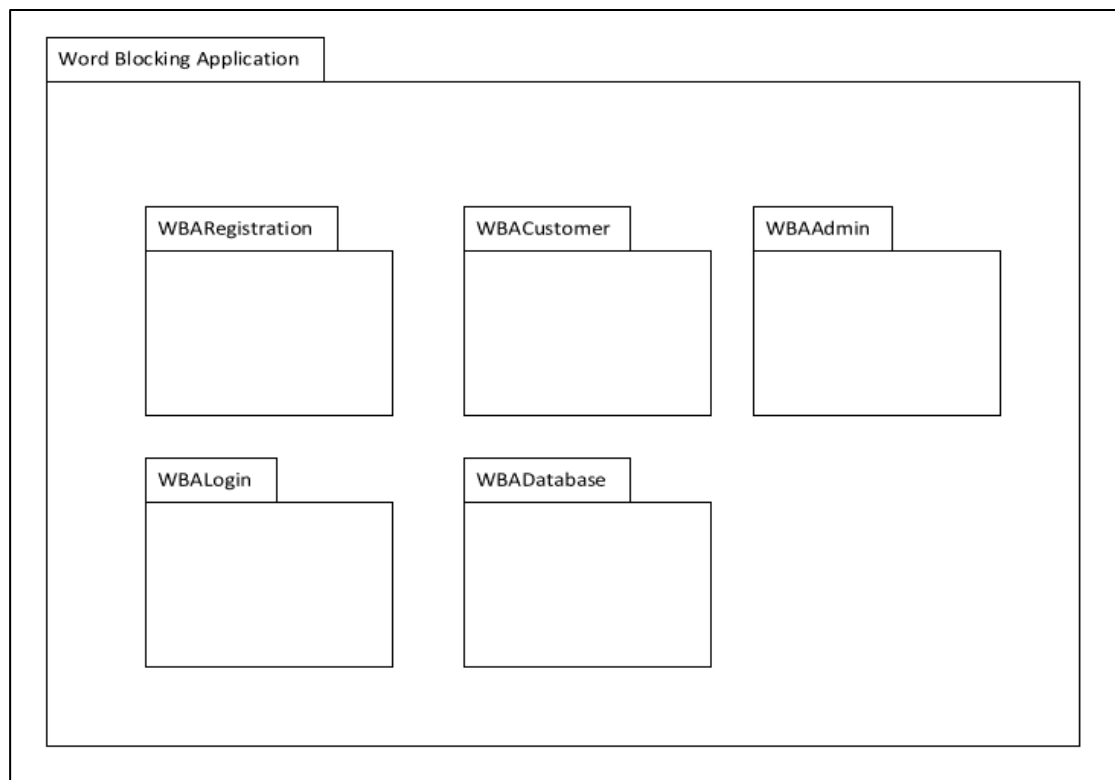 Word Blocking Application
WBARegistration
WBACustomer
WBAAdmin
WBALogin
WBADatabase